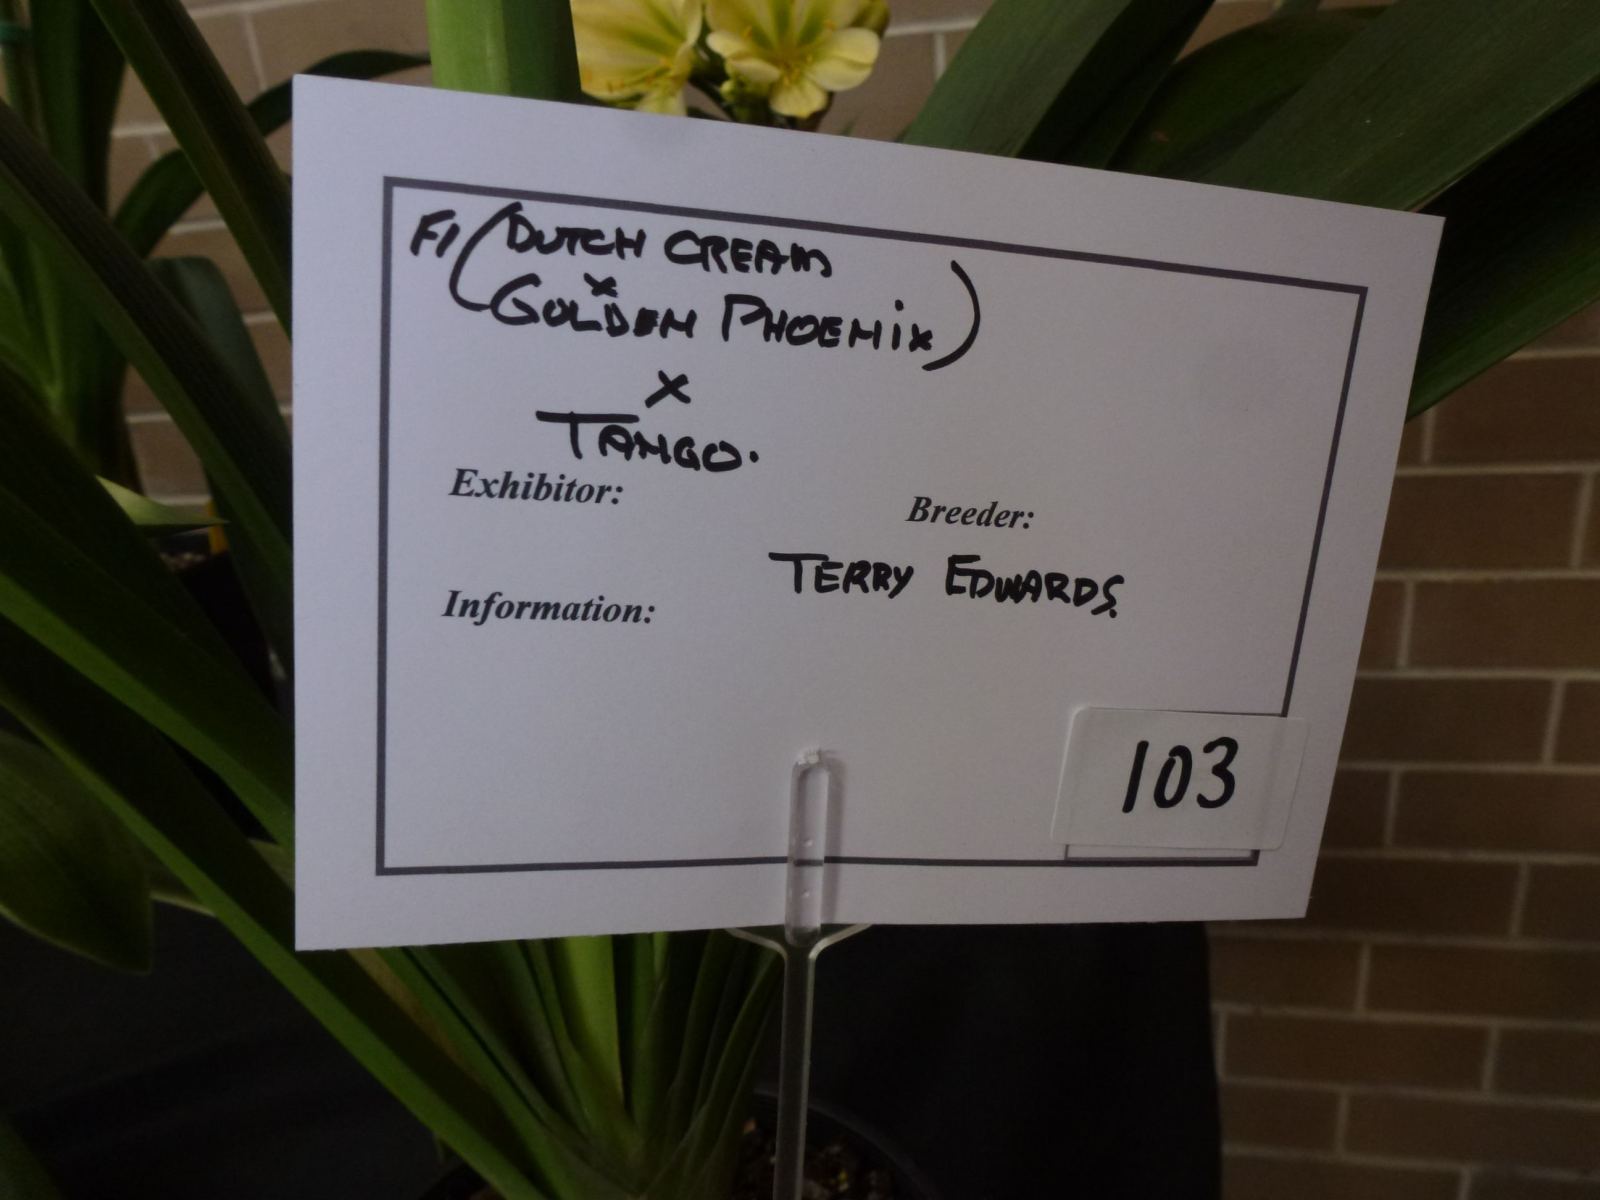 F1 (DUTCH CREAM
x
GOLDEN PHOENIX)
x
TANGO.
Exhibitor:
Breeder:
TERRY EDWARDS.
Information:
103